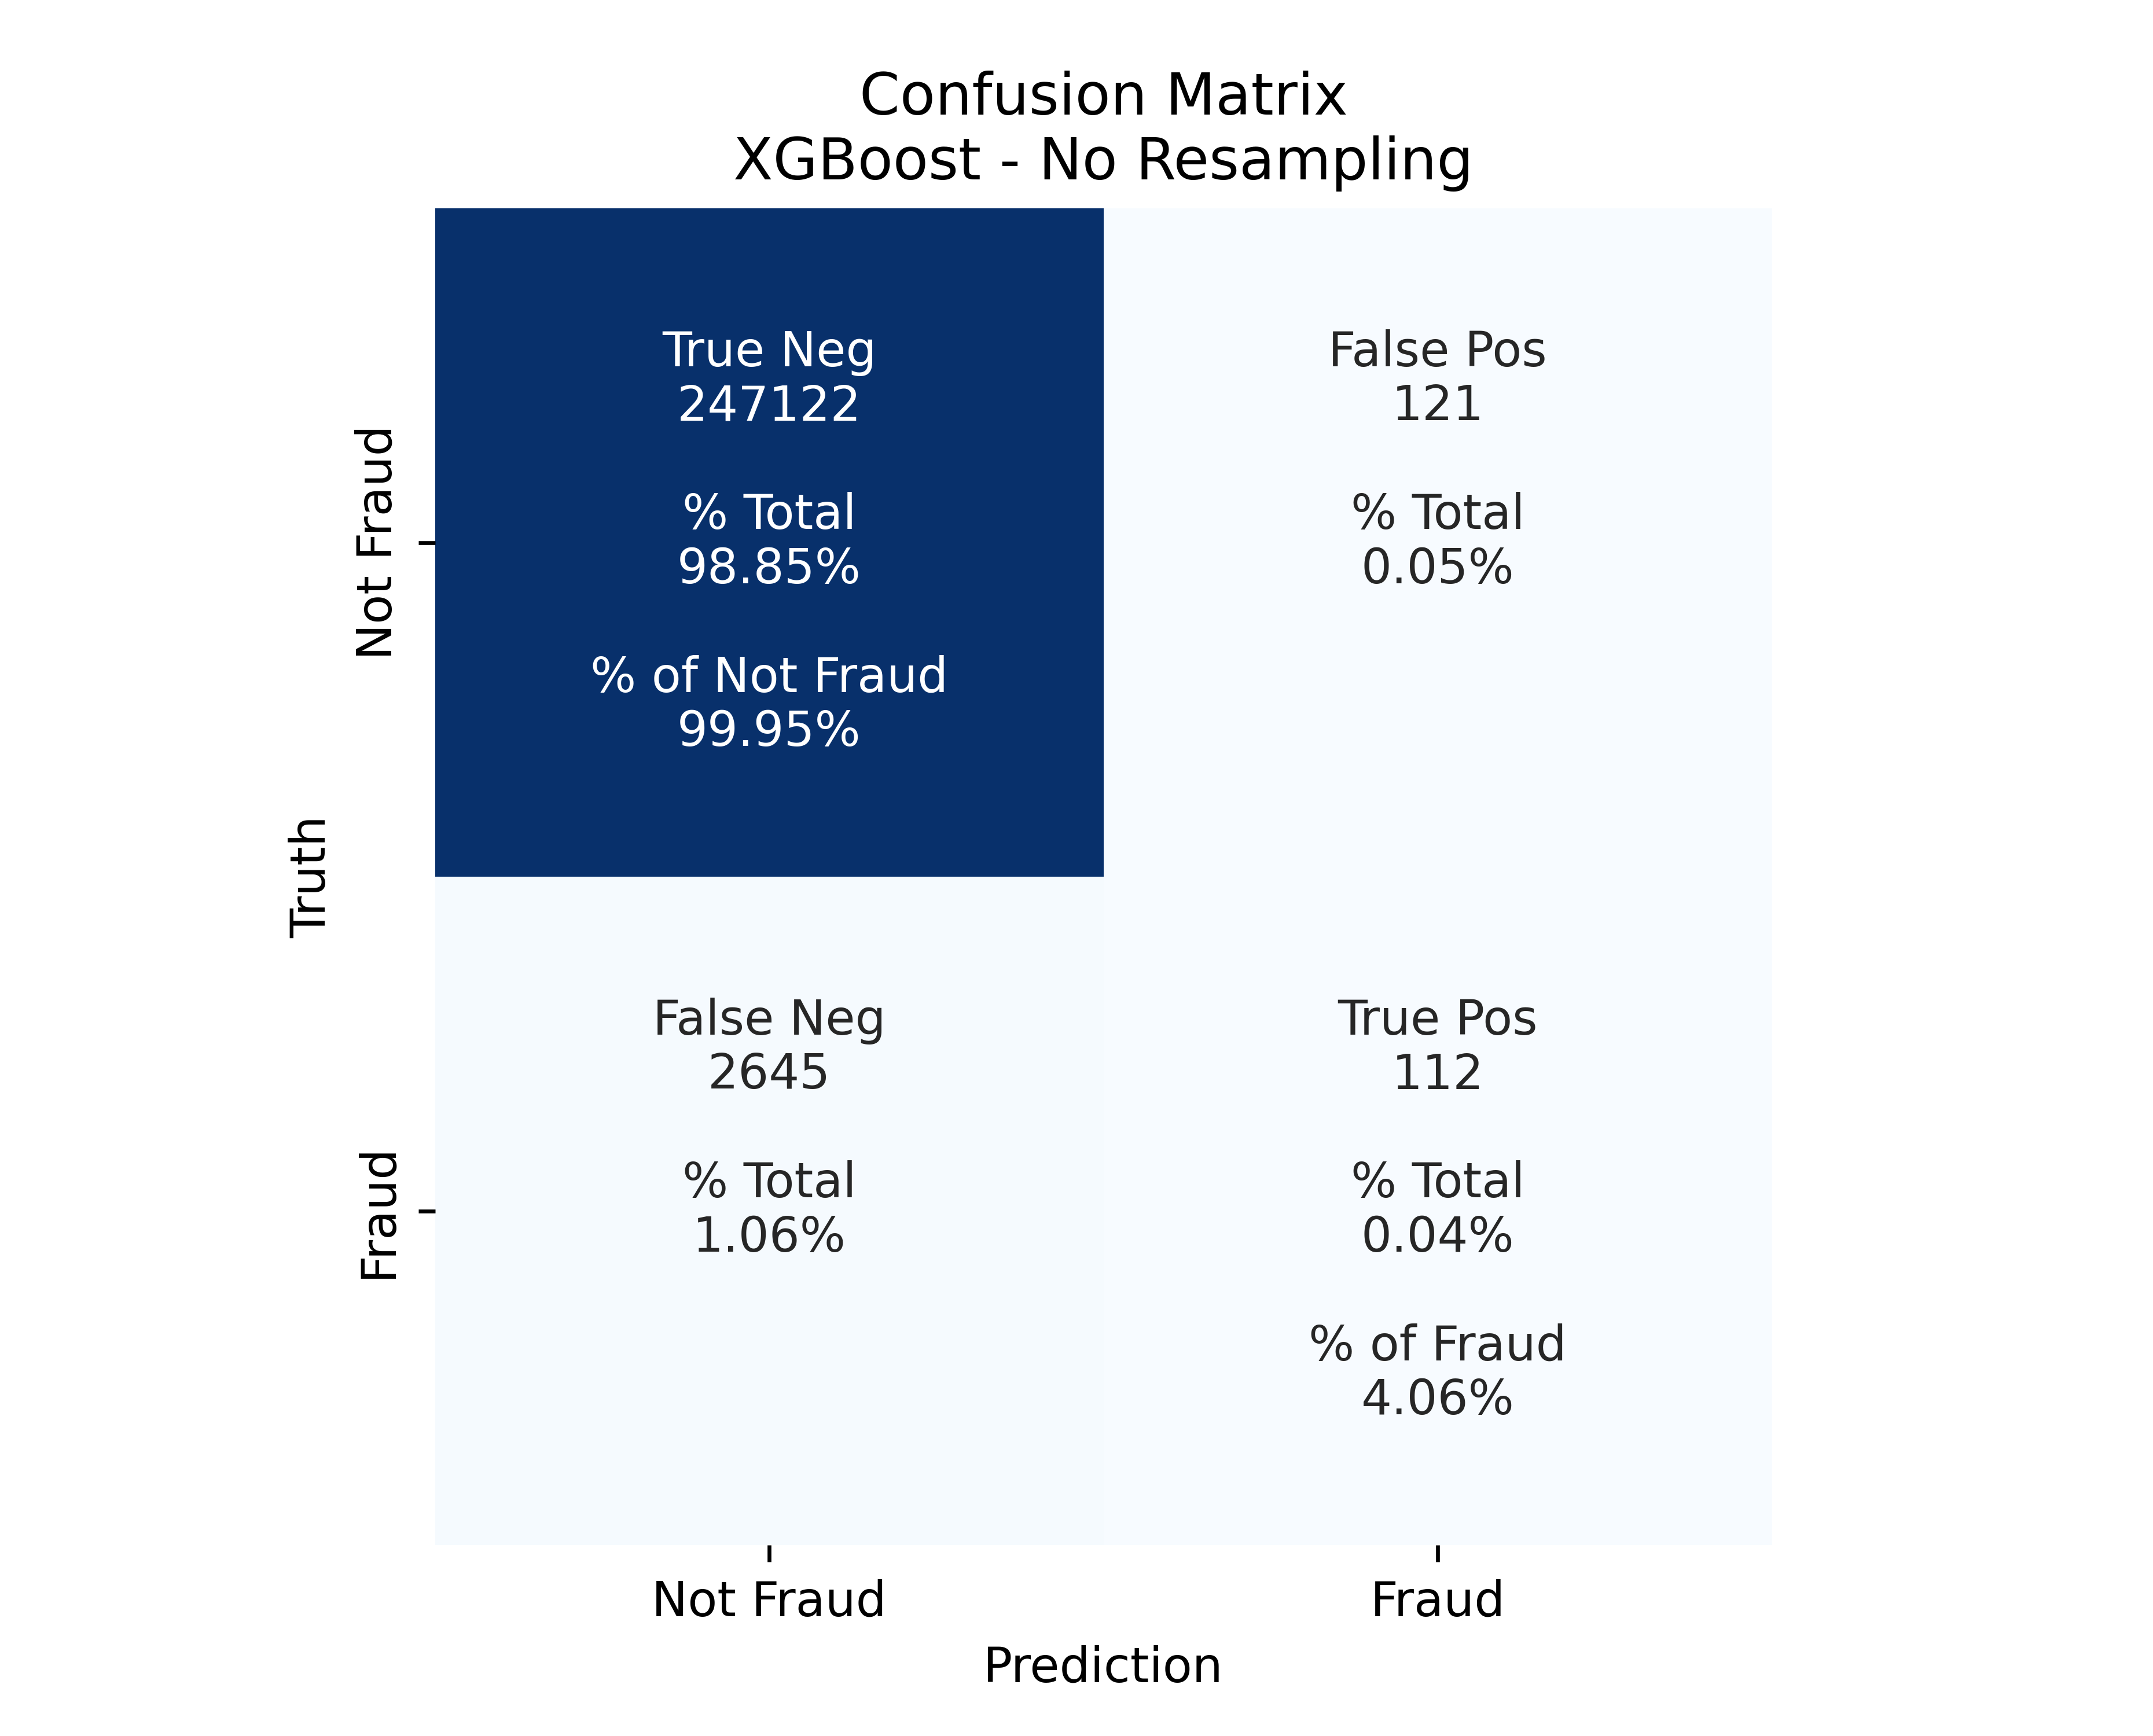 Confusion Matrix
XGBoost - No Resampling
True Neg
247122
% Total
98.85%
% of Not Fraud
99.95%
False Pos
121
% Total
0.05%
False Neg
2645
% Total
1.06%
True Pos
112
% Total
0.04%
% of Fraud
4.06%
Truth
Not Fraud
Fraud
Not Fraud
Fraud
Prediction